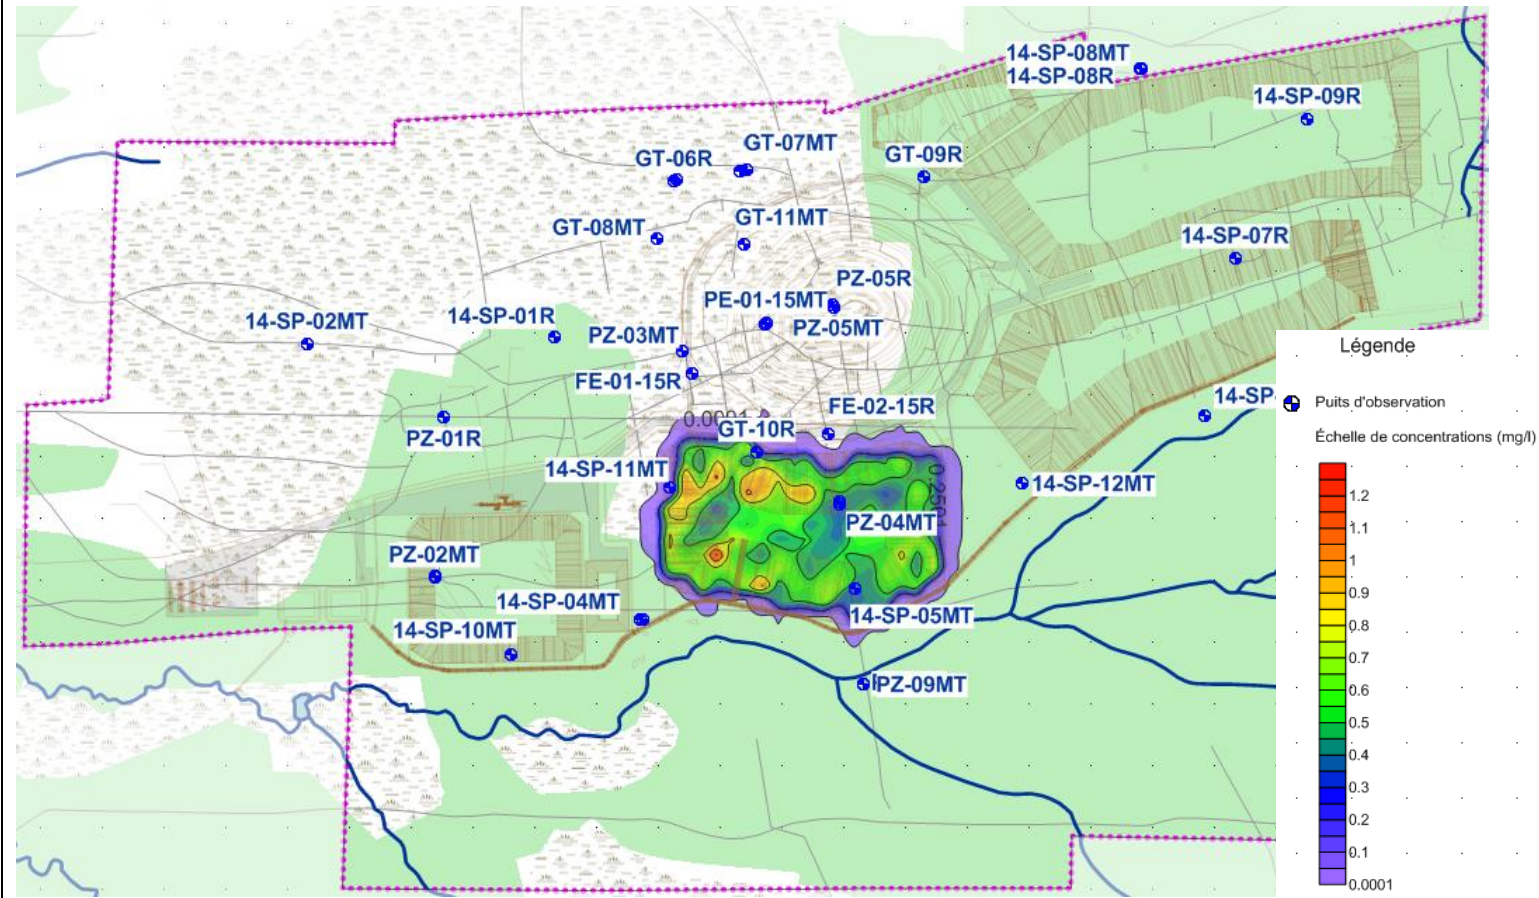 14-SP-08MT
14-SP-08R
14-SP-09R
GT-07MT
GT-06R
GT-09R
GT-11MT
GT-08MT
14-SP-07R
PZ-05R
PE-01-15MT
14-SP-02MT
14-SP-01R
PZ-05MT
PZ-03MT
FE-01-15R
14-SP
FE-02-15R
PZ-01R
GT-10R
14-SP-11MT
14-SP-12MT
PZ-04MT
PZ-02MT
14-SP-04MT
14-SP-05MT
14-SP-10MT
PZ-09MT
Légende
Puits d'observation
Échelle de concentrations (mg/l)
1.2
1.1
1
0.9
0.8
0.7
0.6
0.5
0.4
0.3
0.2
0.1
0.0001